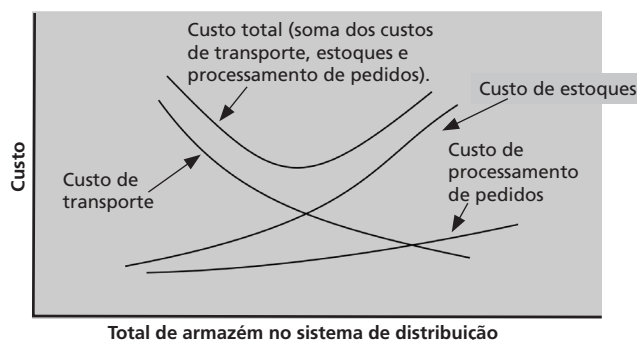 Custo total (soma dos custos
de transporte, estoques e
processamento de pedidos).
Custo de estoques
Custo de
processamento
de pedidos
Custo de
transporte
Custo
Total de armazém no sistema de distribuição